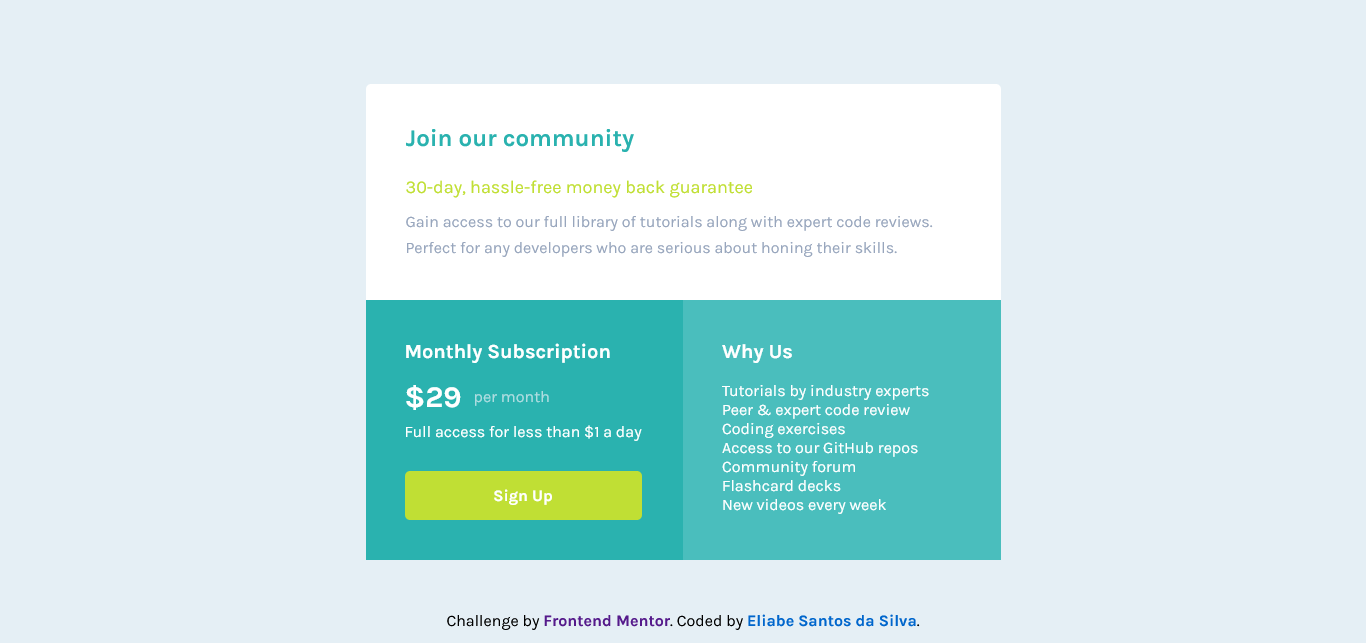 Join our community
30-day, hassle-free money back guarantee
Gain access to our full library of tutorials along with expert code reviews.
Perfect for any developers who are serious about honing their skills.
Monthly Subscription
$29 per month
Full access for less than $1 a day
Sign Up
Why Us
Tutorials by industry experts
Peer & expert code review
Coding exercises
Access to our GitHub repos
Community forum
Flashcard decks
New videos every week
Challenge by Frontend Mentor. Coded by Eliabe Santos da Silva.